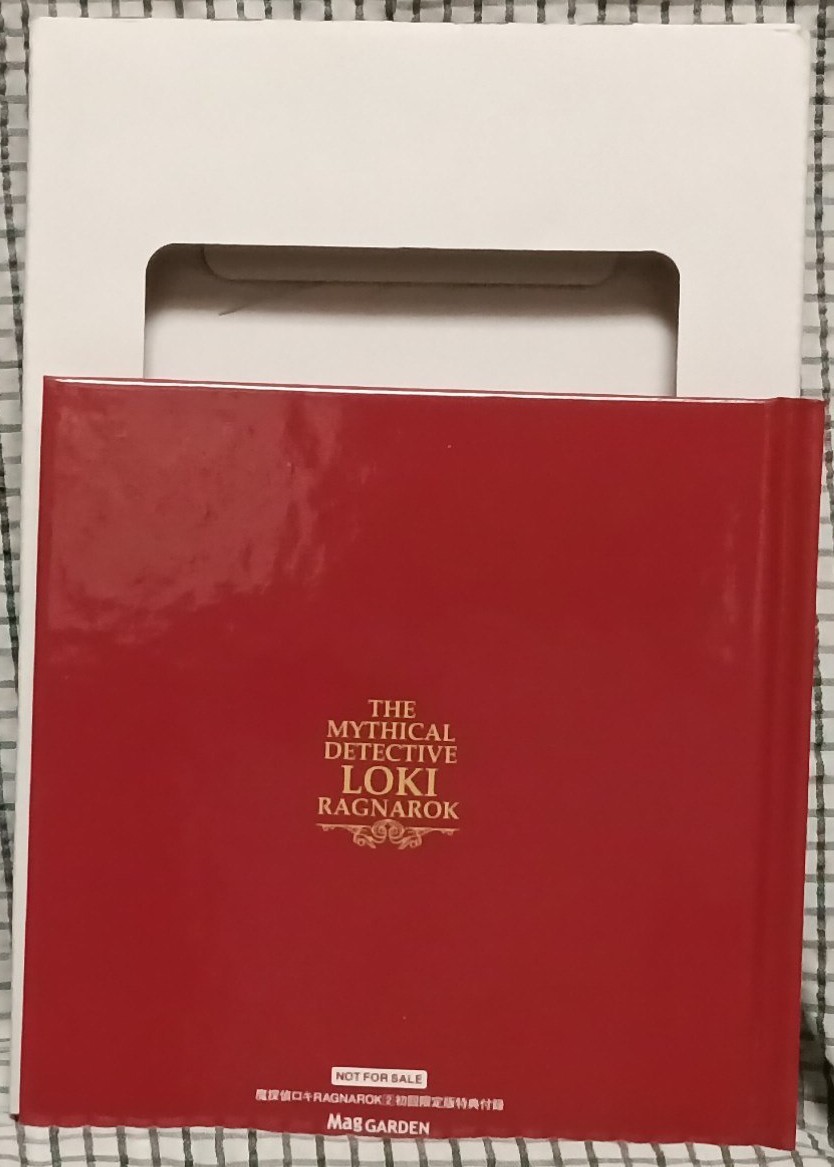 THE
MYTHICAL
DETECTIVE
LOKI
RAGNAROK
NOT FOR SALE
魔探偵ロキRAGNAROK②初回限定版特典付録
Mag GARDEN